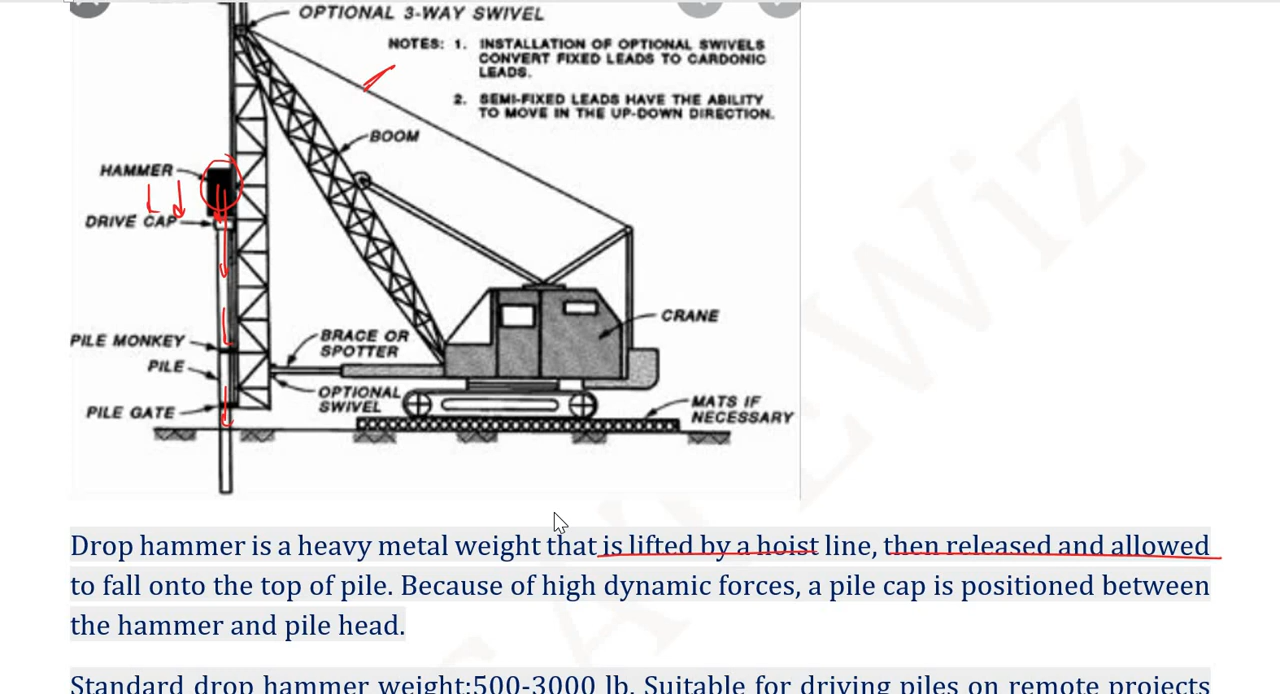 OPTIONAL 3-WAY SWIVEL
NOTES: 1. INSTALLATION OF OPTIONAL SWIVELS
CONVERT FIXED LEADS TO CARDONIC
LEADS.
2. SEMI-FIXED LEADS HAVE THE ABILITY
TO MOVE IN THE UP-DOWN DIRECTION.
BOOM
HAMMER
DRIVE CAP
CRANE
PILE MONKEY
BRACE OR
SPOTTER
PILE
OPTIONAL
SWIVEL
PILE GATE
MATS IF
NECESSARY
Drop hammer is a heavy metal weight that is lifted by a hoist line, then released and allowed
to fall onto the top of pile. Because of high dynamic forces, a pile cap is positioned between
the hammer and pile head.
Standard drop hammer weight:500-3000 lb. Suitable for driving piles on remote projects